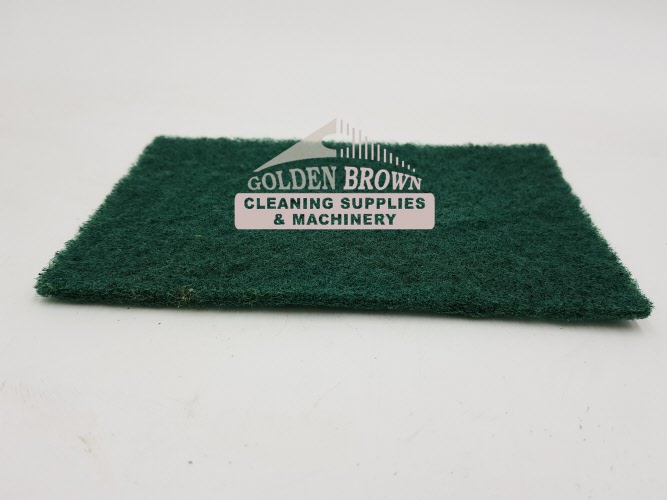 GOLDEN BROWN
CLEANING SUPPLIES
& MACHINERY